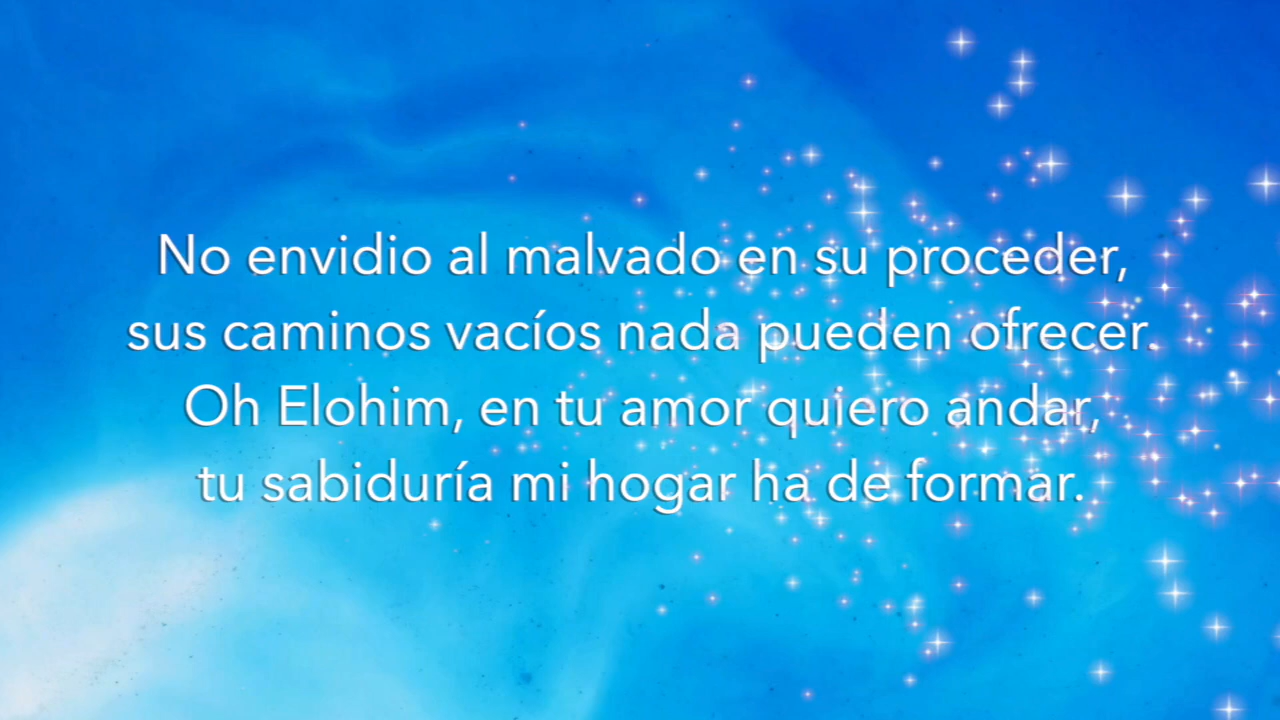 No envidio al malvado en su proceder,
sus caminos vacíos nada pueden ofrecer.
Oh Elohim, en tu amor quiero andar,
tu sabiduría mi hogar ha de formar.